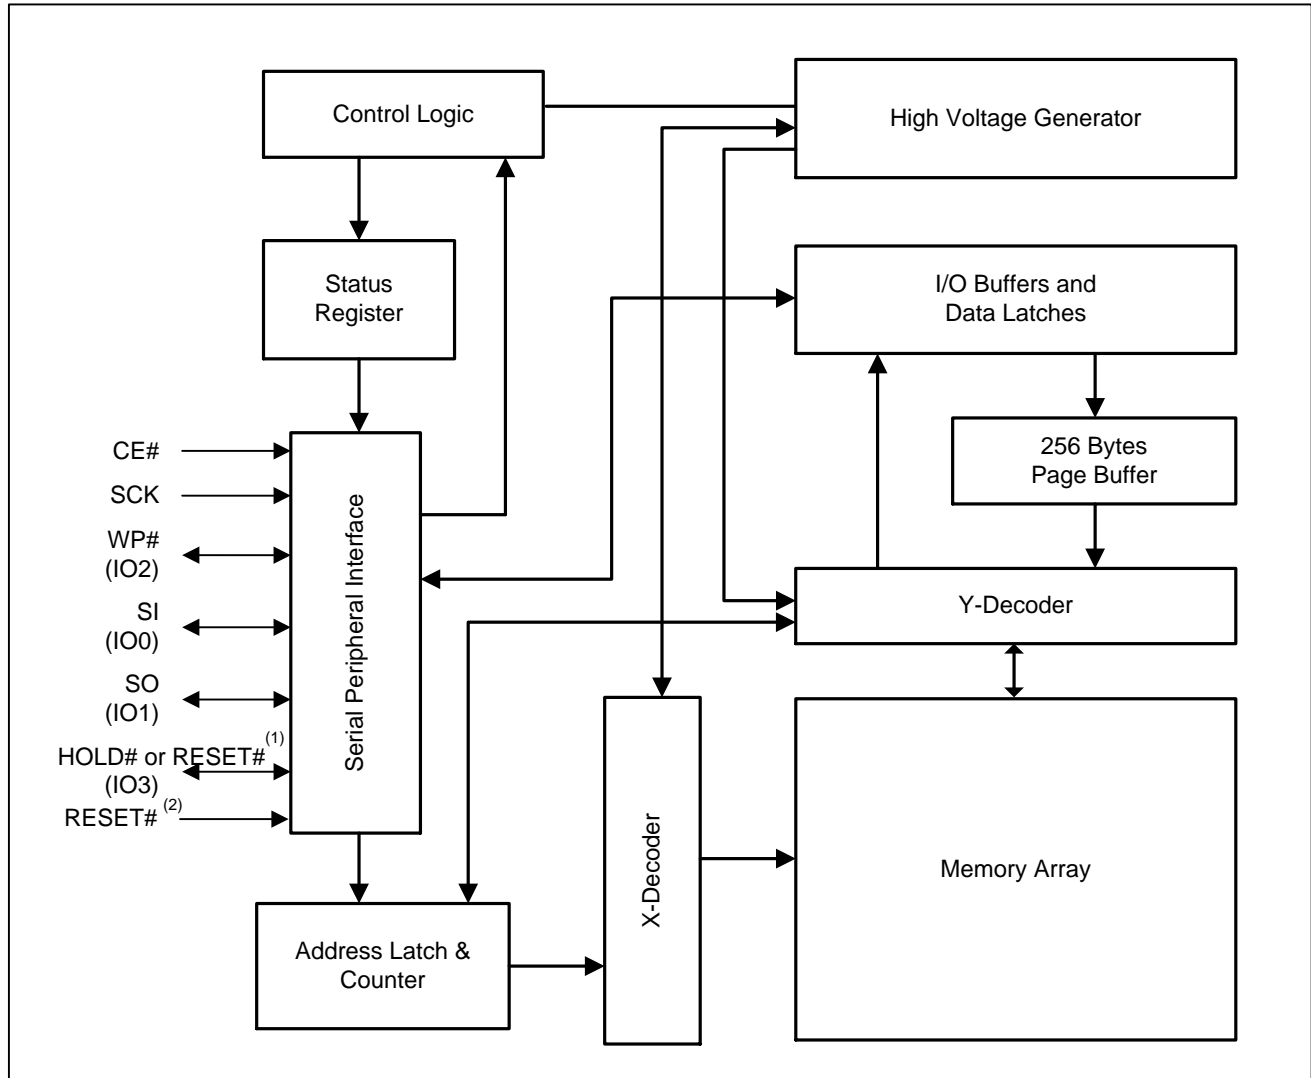 Control Logic
High Voltage Generator
Status
Register
I/O Buffers and
Data Latches
256 Bytes
Page Buffer
Y-Decoder
CE#
SCK
WP#
(IO2)
SI
(IO0)
SO
(IO1)
HOLD# or RESET# (1)
(IO3)
RESET# (2)
Serial Peripheral Interface
X-Decoder
Memory Array
Address Latch &
Counter